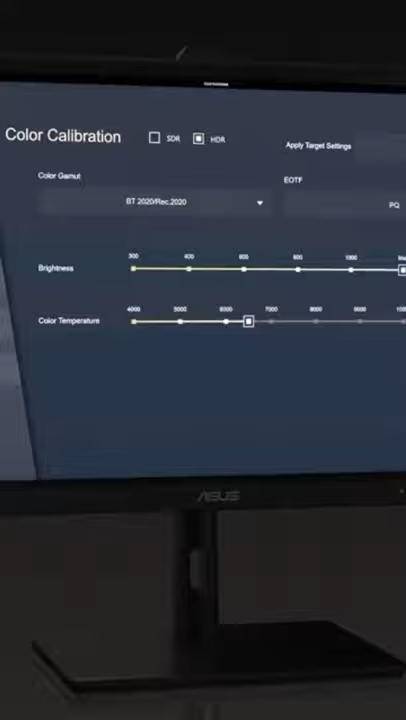 Color Calibration SDR HDR
Apply Target Settings
Color Gamut
EOTF
BT 2020/Rec.2020
PQ
300 400 600 800 1000
Brightness
4000 5000 6000 7000 8000 9000
Color Temperature
ASUS